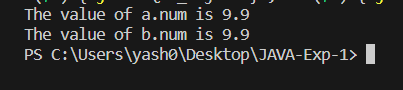 The value of a.num is 9.9
The value of b.num is 9.9
PS C:\Users\yash0\Desktop\JAVA-Exp-1>